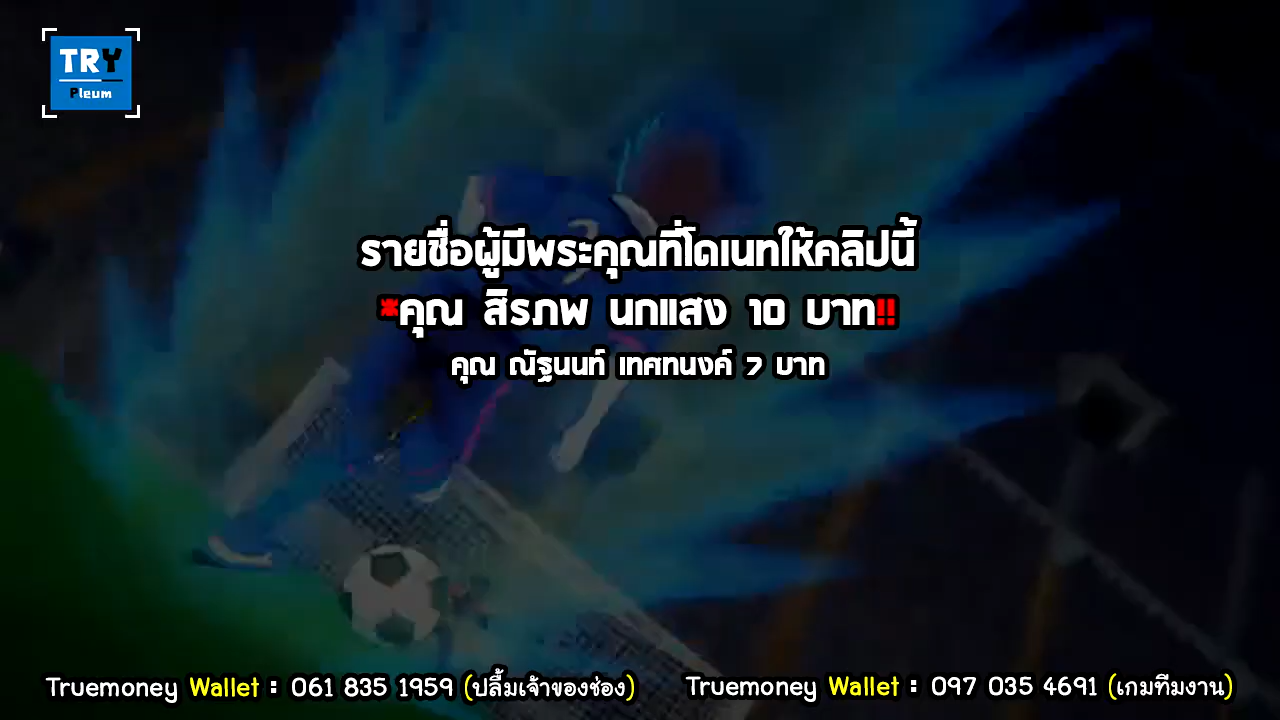 TRY
Pleum
รายชื่อผู้มีพระคุณที่โดเนทให้คลิปนี้
*คุณ สิรภพ นกแสง 10 บาท!!
คุณ ณัฐนนท์ เทศทนงค์ 7 บาท
Truemoney Wallet : 061 835 1959 (ปลื้มเจ้าของช่อง)
Truemoney Wallet : 097 035 4691 (เกมทีมงาน)